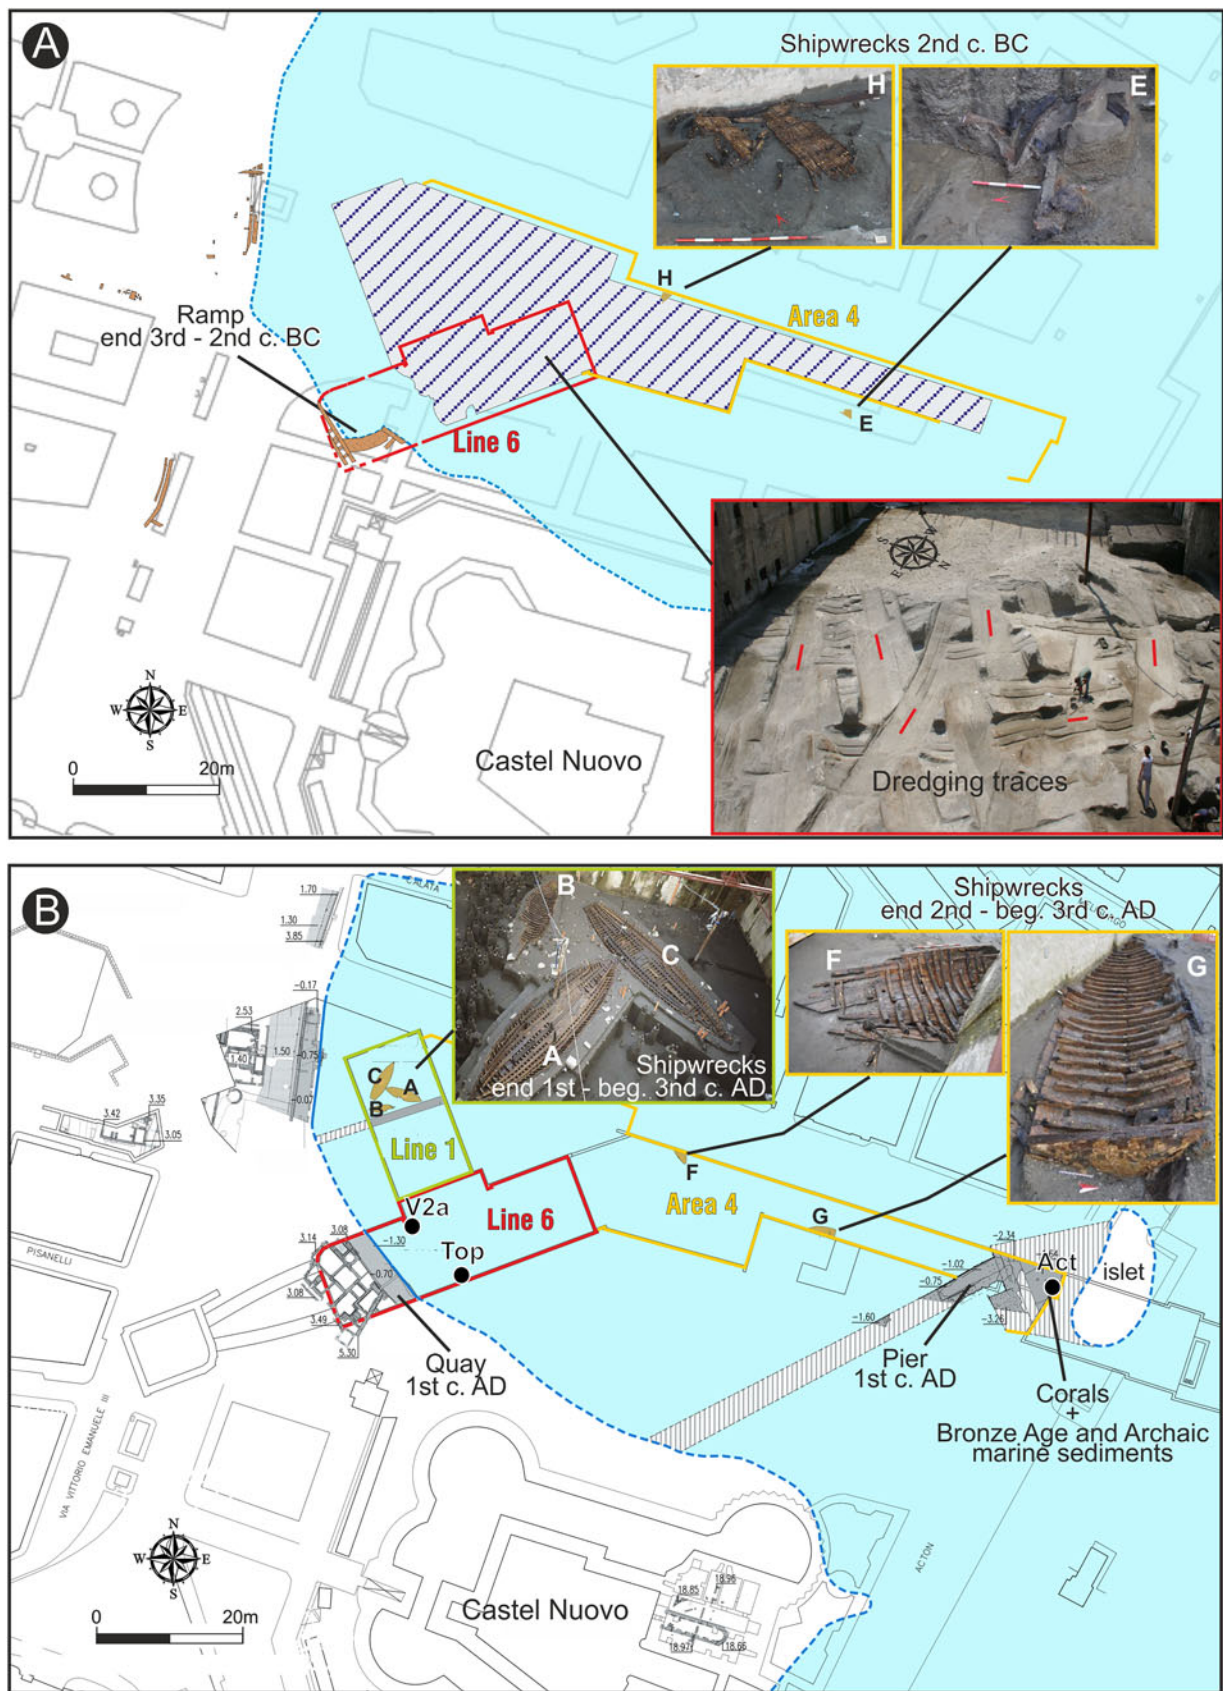 A
Shipwrecks 2nd c. BC
H
E
H
Area 4
Ramp
end 3rd - 2nd c. BC
E
Line 6
S
W
E
N
N
W
E
S
0
20m
Castel Nuovo
Dredging traces
B
CALATA
1.70
1.30
3.85
B
C
A
Shipwrecks
end 1st - beg. 3nd c. AD
Shipwrecks
end 2nd - beg. 3rd c. AD
F
G
-0.17
2.53
1.50
-0.75
1.40
-0.07
C
A
B
3.42
3.35
3.05
Line 1
F
Area 4
V2a
Line 6
G
-2.34
3.14
3.08
-1.30
Top
-0.70
-1.02
-0.75
Act
islet
PISANELLI
3.08
3.49
5.30
-1.60
-3.26
Quay
1st c. AD
Pier
1st c. AD
Corals
+
Bronze Age and Archaic
marine sediments
VIA VITTORIO EMANUELE III
N
W
E
S
ACTON
0
20m
Castel Nuovo
18.85
18.96
18.97
18.66